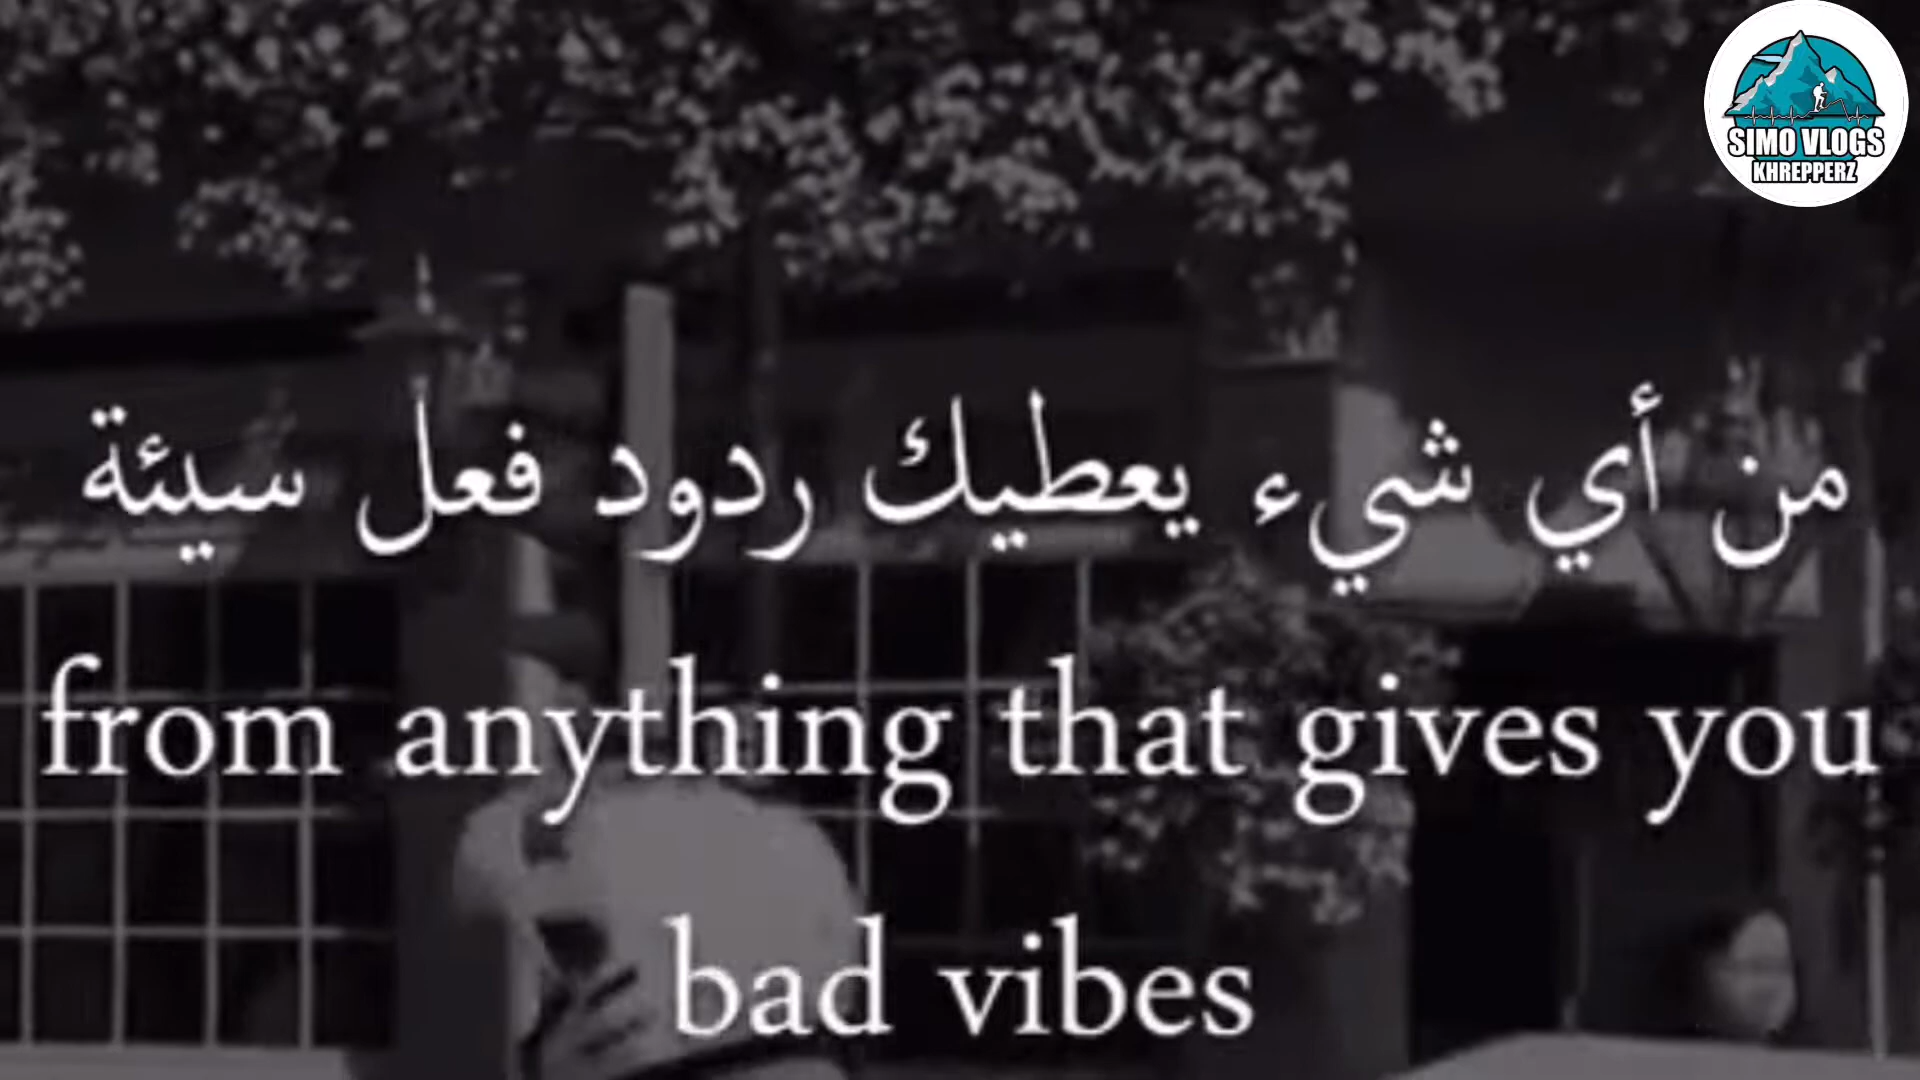 SIMO VLOGS
KHREPPERZ
من أي شيء يعطيك ردود فعل سيئة
from anything that gives you
bad vibes